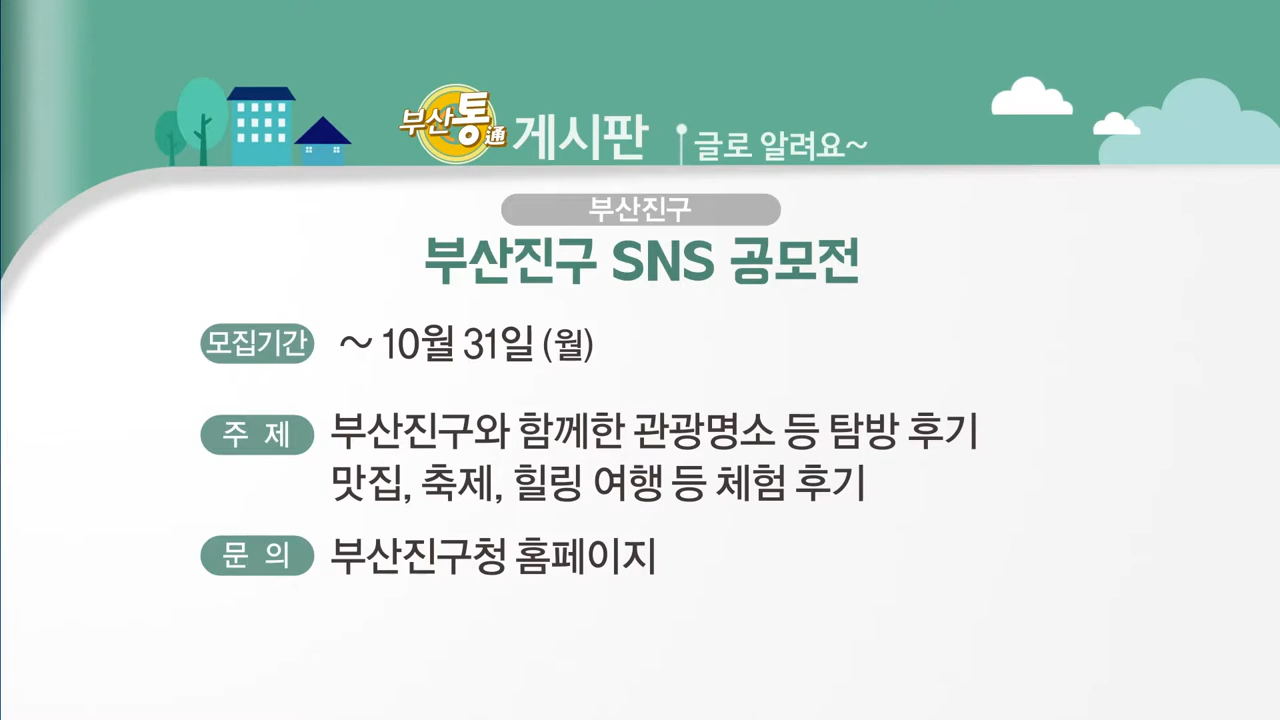 부산통通 게시판 글로 알려요~
부산진구
부산진구 SNS 공모전
모집기간 ~ 10월 31일 (월)
주 제 부산진구와 함께한 관광명소 등 탐방 후기
맛집, 축제, 힐링 여행 등 체험 후기
문 의 부산진구청 홈페이지